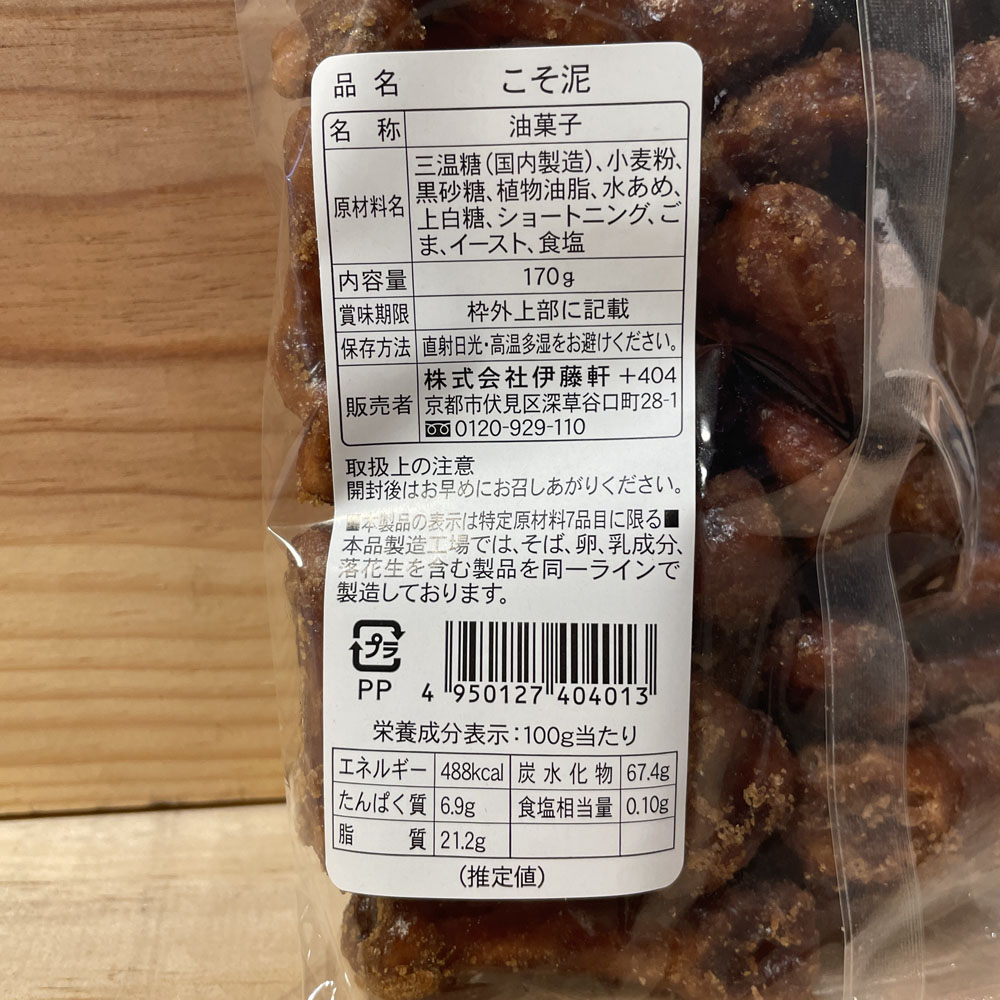 品名 こそ泥
名称 油菓子
原材料名 三温糖(国内製造)、小麦粉、
黒砂糖、植物油脂、水あめ、
上白糖、ショートニング、ご
ま、イースト、食塩
内容量 170g
賞味期限 枠外上部に記載
保存方法 直射日光・高温多湿をお避けください。
販売者 株式会社伊藤軒 +404
京都市伏見区深草谷口町28-1
0120-929-110
取扱上の注意
開封後はお早めにお召しあがりください。
■本製品の表示は特定原材料7品目に限る■
本品製造工場では、そば、卵、乳成分、
落花生を含む製品を同一ラインで
製造しております。
プラ
PP
4 950127 404013
栄養成分表示:100g当たり
エネルギー 488kcal 炭水化物 67.4g
たんぱく質 6.9g 食塩相当量 0.10g
脂質 21.2g
(推定値)